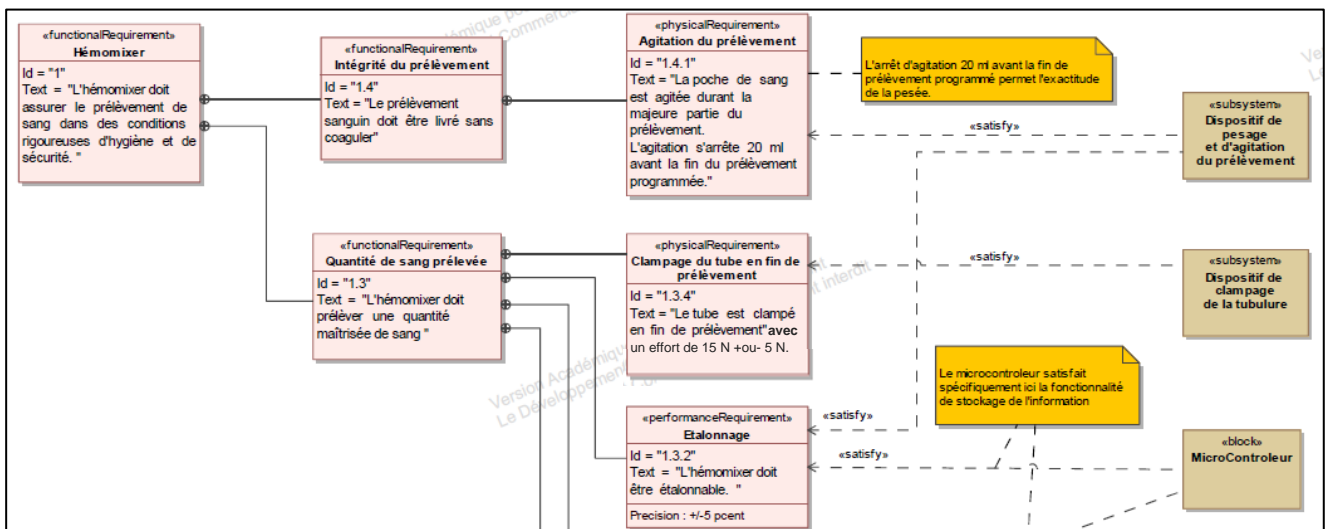 «functionalRequirement»
Hémomixer
Id = "1"
Text = "L'hémomixer doit
assurer le prélèvement de
sang dans des conditions
rigoureuses d'hygiène et de
sécurité. "
«functionalRequirement»
Intégrité du prélèvement
Id = "1.4"
Text = "Le prélèvement
sanguin doit être livré sans
coaguler"
«physicalRequirement»
Agitation du prélèvement
Id = "1.4.1"
Text = "La poche de sang
est agitée durant la
majeure partie du
prélèvement.
L'agitation s'arrête 20 ml
avant la fin du prélèvement
programmée."
L'arrêt d'agitation 20 ml avant la fin de
prélèvement programmé permet l'exactitude
de la pesée.
«satisfy»
«subsystem»
Dispositif de
pesage
et d'agitation
du prélèvement
«functionalRequirement»
Quantité de sang prélevée
Id = "1.3"
Text = "L'hémomixer doit
prélèver une quantité
maîtrisée de sang "
«physicalRequirement»
Clampage du tube en fin de
prélèvement
Id = "1.3.4"
Text = "Le tube est clampé
en fin de prélèvement"avec
un effort de 15 N +ou- 5 N.
«satisfy»
«subsystem»
Dispositif de
clampage
de la tubulure
Le microcontroleur satisfait
spécifiquement ici la fonctionnalité
de stockage de l'information
«performanceRequirement»
Etalonnage
Id = "1.3.2"
Text = "L'hémomixer doit
être étalonnable. "
Precision : +/-5 pcent
«satisfy»
«satisfy»
«block»
MicroControleur
Version Académique
Le Développement
interdit